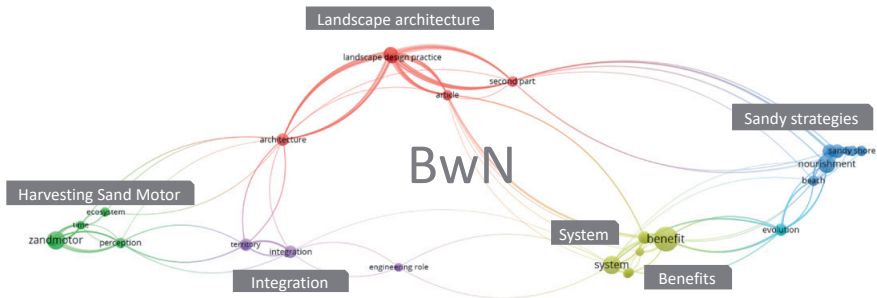 Landscape architecture
landscape design practice
second part
article
Sandy strategies
architecture
BwN
sandy shore
nourishment
beach
Harvesting Sand Motor
ecosystem
time
zandmotor
perception
territory
integration
System
benefit
evolution
engineering role
system
Integration
Benefits